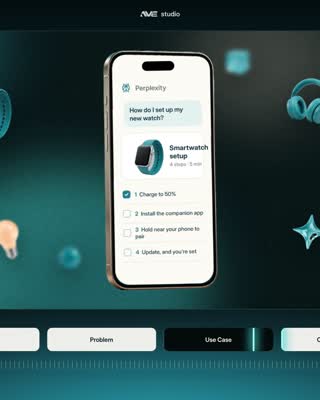 AVE studio
Perplexity
How do I set up my
new watch?
Smartwatch
setup
4 steps · 5 min
1 Charge to 50%
2 Install the companion app
3 Hold near your phone to
pair
4 Update, and you're set
Problem
Use Case